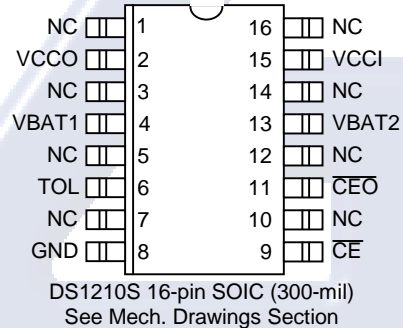 NC 1 16 NC
VCCO 2 15 VCCI
NC 3 14 NC
VBAT1 4 13 VBAT2
NC 5 12 NC
TOL 6 11 C̅E̅O̅
NC 7 10 NC
GND 8 9 C̅E̅
DS1210S 16-pin SOIC (300-mil)
See Mech. Drawings Section